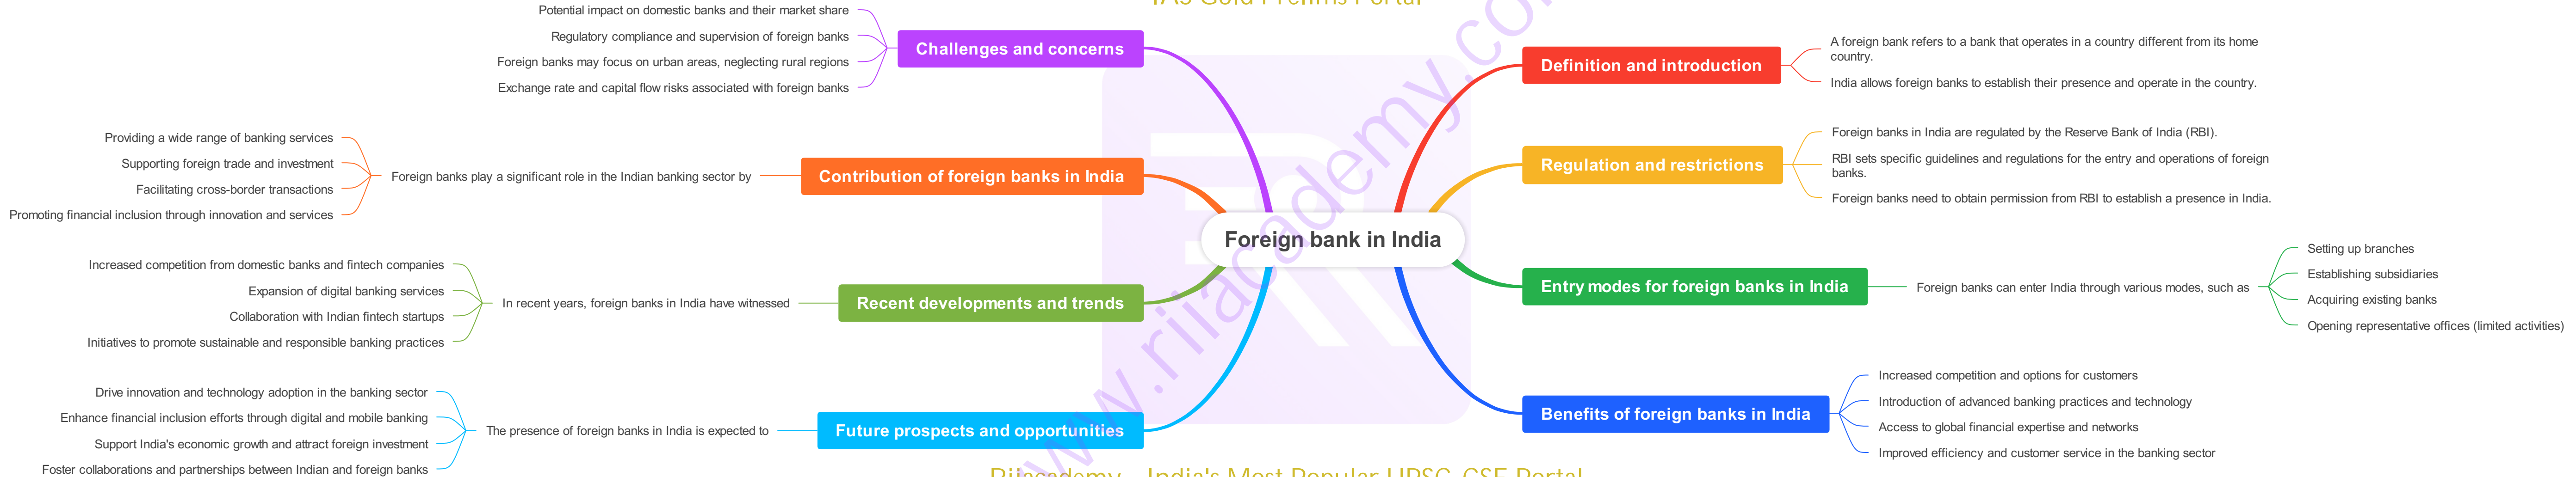 IAS Gold Prelims Portal
Foreign bank in India
Definition and introduction
A foreign bank refers to a bank that operates in a country different from its home
country.
India allows foreign banks to establish their presence and operate in the country.
Regulation and restrictions
Foreign banks in India are regulated by the Reserve Bank of India (RBI).
RBI sets specific guidelines and regulations for the entry and operations of foreign
banks.
Foreign banks need to obtain permission from RBI to establish a presence in India.
Entry modes for foreign banks in India
Foreign banks can enter India through various modes, such as
Setting up branches
Establishing subsidiaries
Acquiring existing banks
Opening representative offices (limited activities)
Benefits of foreign banks in India
Increased competition and options for customers
Introduction of advanced banking practices and technology
Access to global financial expertise and networks
Improved efficiency and customer service in the banking sector
Challenges and concerns
Potential impact on domestic banks and their market share
Regulatory compliance and supervision of foreign banks
Foreign banks may focus on urban areas, neglecting rural regions
Exchange rate and capital flow risks associated with foreign banks
Contribution of foreign banks in India
Foreign banks play a significant role in the Indian banking sector by
Providing a wide range of banking services
Supporting foreign trade and investment
Facilitating cross-border transactions
Promoting financial inclusion through innovation and services
Recent developments and trends
In recent years, foreign banks in India have witnessed
Increased competition from domestic banks and fintech companies
Expansion of digital banking services
Collaboration with Indian fintech startups
Initiatives to promote sustainable and responsible banking practices
Future prospects and opportunities
The presence of foreign banks in India is expected to
Drive innovation and technology adoption in the banking sector
Enhance financial inclusion efforts through digital and mobile banking
Support India's economic growth and attract foreign investment
Foster collaborations and partnerships between Indian and foreign banks
www.rijiacademy.com
India's Most Popular UPSC-CSE Portal